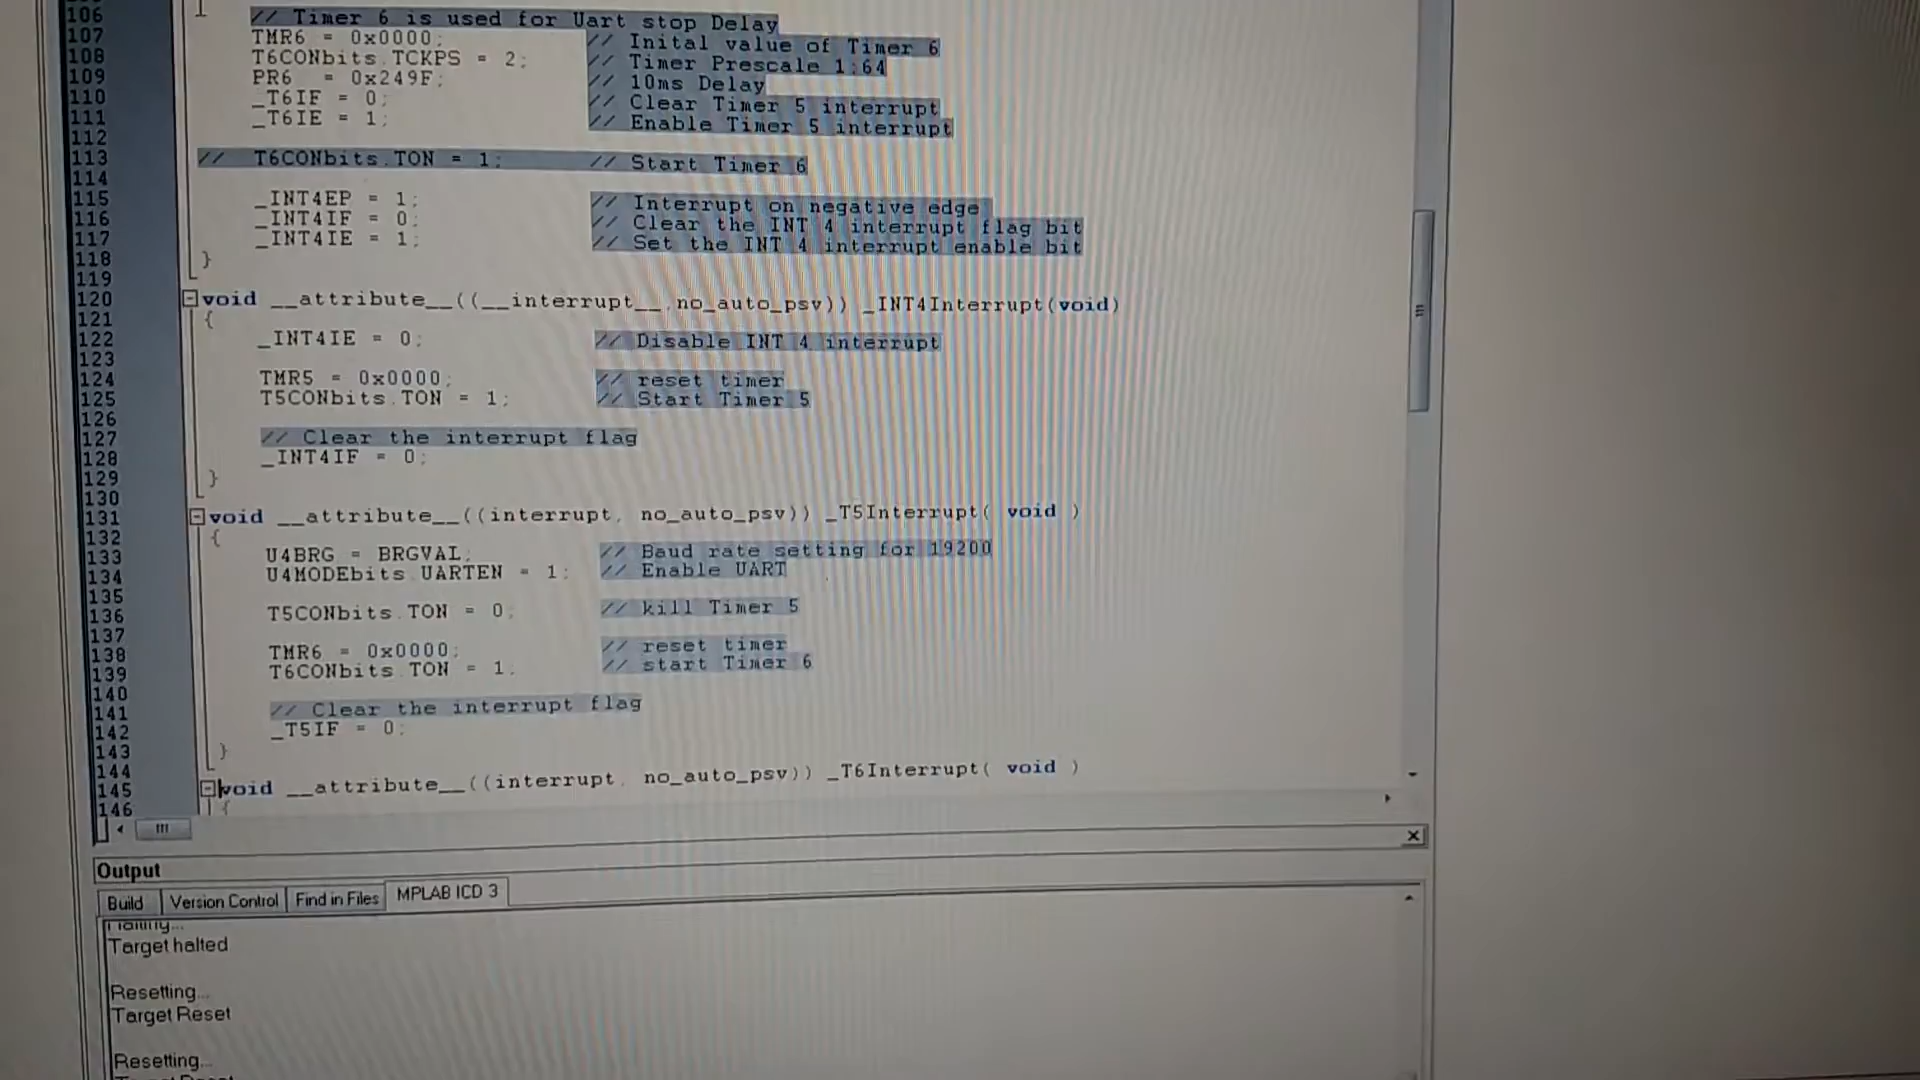 106 // Timer 6 is used for Uart stop Delay
107 TMR6 = 0x0000; // Inital value of Timer 6
108 T6CONbits.TCKPS = 2; // Timer Prescale 1:64
109 PR6 = 0x249F; // 10ms Delay
110 _T6IF = 0; // Clear Timer 5 interrupt
111 _T6IE = 1; // Enable Timer 5 interrupt
112
113 // T6CONbits.TON = 1; // Start Timer 6
114
115 _INT4EP = 1; // Interrupt on negative edge
116 _INT4IF = 0; // Clear the INT 4 interrupt flag bit
117 _INT4IE = 1; // Set the INT 4 interrupt enable bit
118 }
119
120 void __attribute__((__interrupt__,no_auto_psv)) _INT4Interrupt(void)
121 {
122 _INT4IE = 0; // Disable INT 4 interrupt
123
124 TMR5 = 0x0000; // reset timer
125 T5CONbits.TON = 1; // Start Timer 5
126
127 // Clear the interrupt flag
128 _INT4IF = 0;
129 }
130
131 void __attribute__((interrupt, no_auto_psv)) _T5Interrupt( void )
132 {
133 U4BRG = BRGVAL; // Baud rate setting for 19200
134 U4MODEbits.UARTEN = 1; // Enable UART
135
136 T5CONbits.TON = 0; // kill Timer 5
137
138 TMR6 = 0x0000; // reset timer
139 T6CONbits.TON = 1; // start Timer 6
140
141 // Clear the interrupt flag
142 _T5IF = 0;
143 }
144
145 void __attribute__((interrupt, no_auto_psv)) _T6Interrupt( void )
146 {
Output
Build Version Control Find in Files MPLAB ICD 3
Target halted
Resetting...
Target Reset
Resetting...